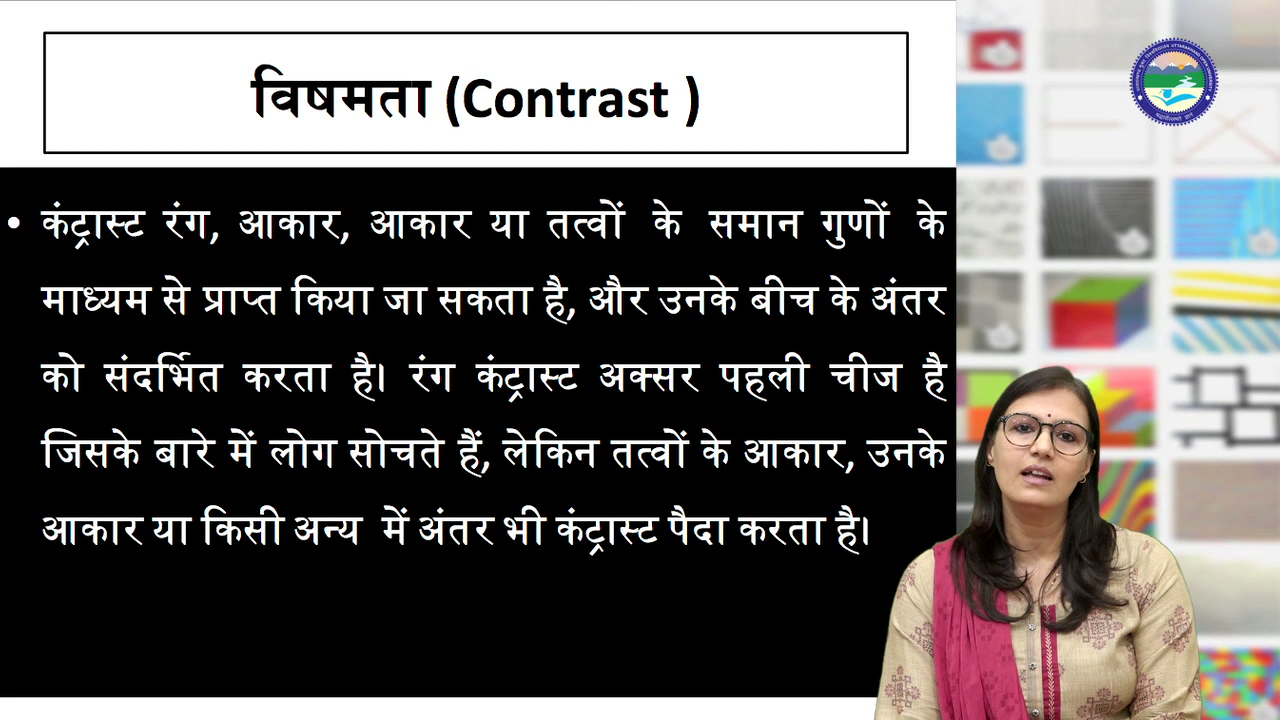 विषमता (Contrast )
• कंट्रास्ट रंग, आकार, आकार या तत्वों के समान गुणों के
माध्यम से प्राप्त किया जा सकता है, और उनके बीच के अंतर
को संदर्भित करता है। रंग कंट्रास्ट अक्सर पहली चीज है
जिसके बारे में लोग सोचते हैं, लेकिन तत्वों के आकार, उनके
आकार या किसी अन्य में अंतर भी कंट्रास्ट पैदा करता है।